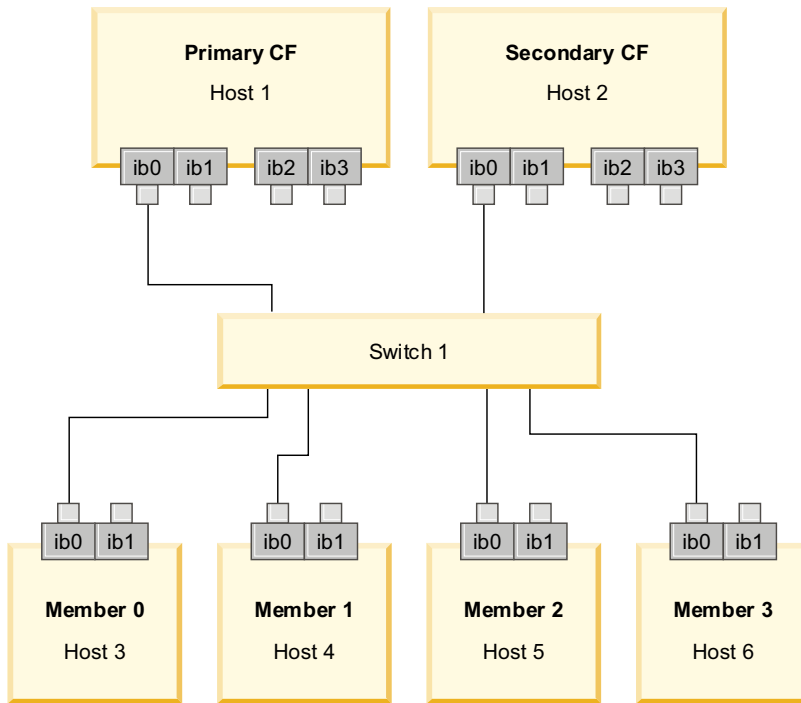 Primary CF
Host 1
ib0 ib1 ib2 ib3
Secondary CF
Host 2
ib0 ib1 ib2 ib3
Switch 1
ib0 ib1
Member 0
Host 3
ib0 ib1
Member 1
Host 4
ib0 ib1
Member 2
Host 5
ib0 ib1
Member 3
Host 6